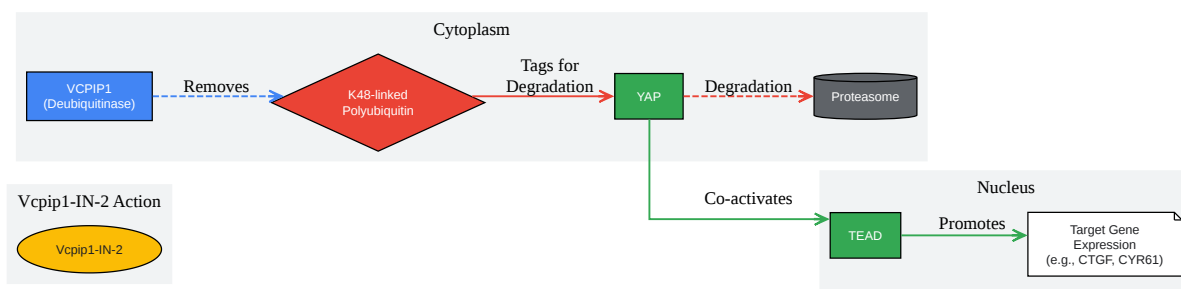 Cytoplasm
VCPIP1
(Deubiquitinase)
Removes
K48-linked
Polyubiquitin
Tags for
Degradation
YAP
Degradation
Proteasome
Vcpip1-IN-2 Action
Vcpip1-IN-2
Co-activates
Nucleus
TEAD
Promotes
Target Gene
Expression
(e.g., CTGF, CYR61)